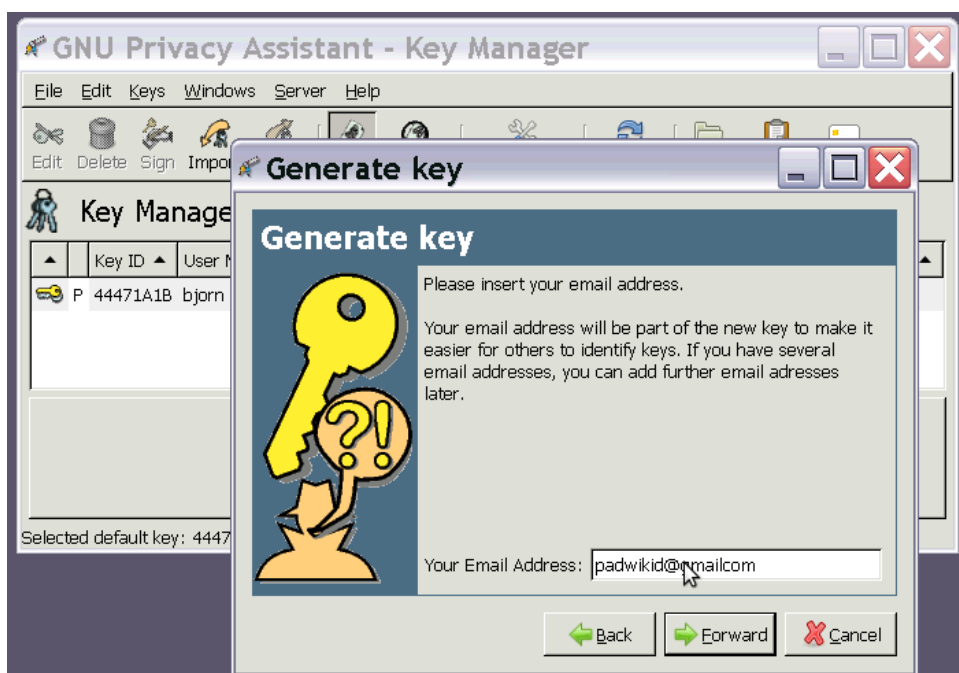 GNU Privacy Assistant - Key Manager
File Edit Keys Windows Server Help
Edit Delete Sign
Generate key
Key
Generate key
Key ID User
P 44471A1B bjorn
Please insert your email address.
Your email address will be part of the new key to make it
easier for others to identify keys. If you have several
email addresses, you can add further email adresses
later.
?!
Selected default key: 4447
Your Email Address: padwikid@gmailcom
Back Forward Cancel